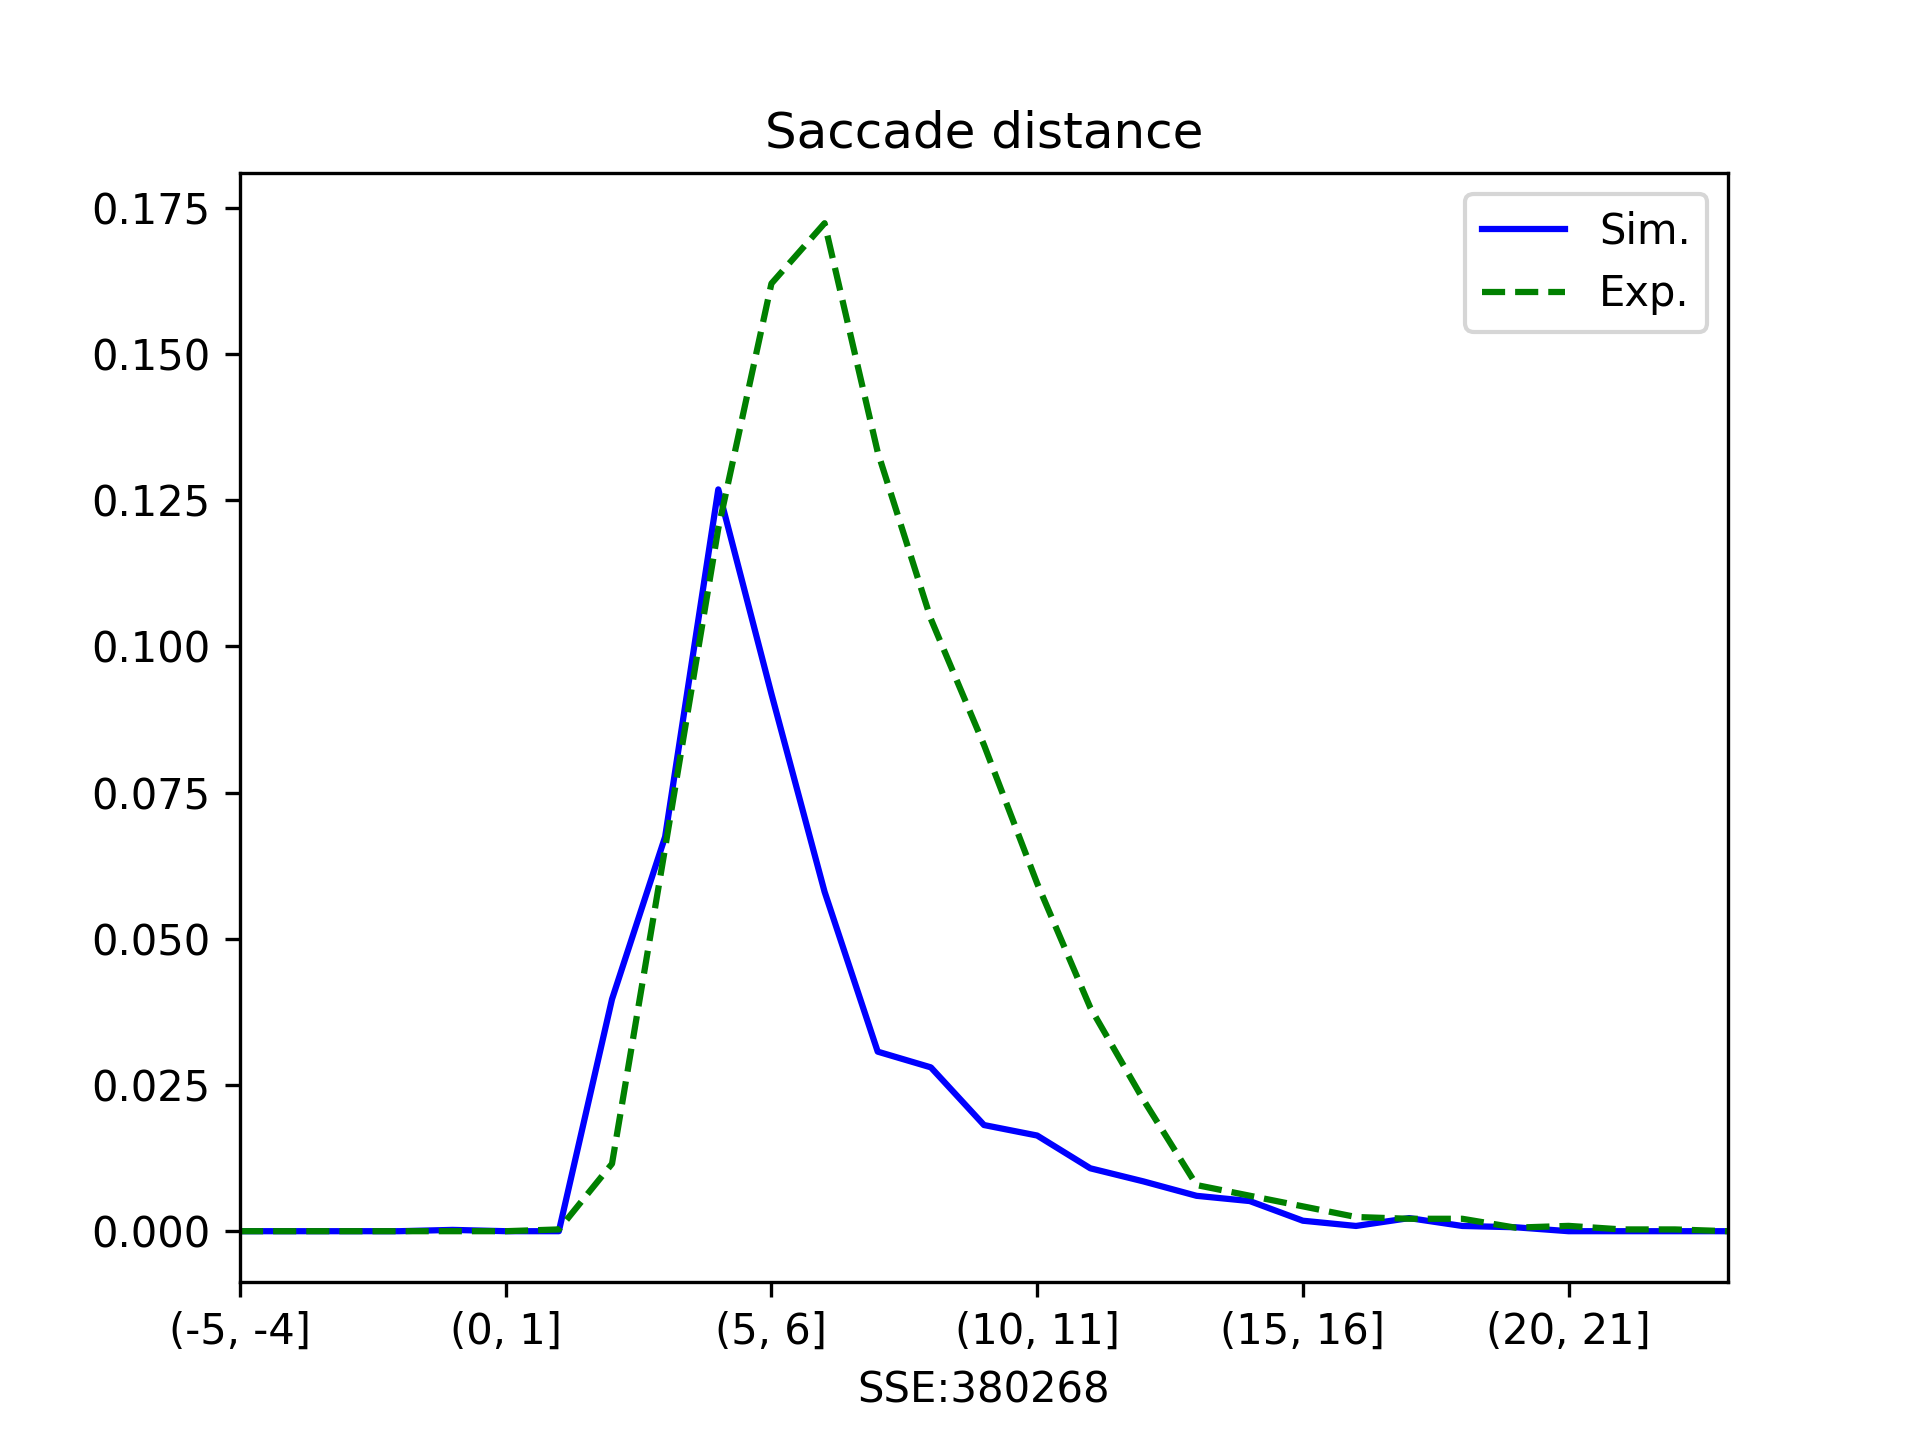 Saccade distance
Sim.
Exp.
0.175
0.150
0.125
0.100
0.075
0.050
0.025
0.000
(-5, -4] (0, 1] (5, 6] (10, 11] (15, 16] (20, 21]
SSE:380268